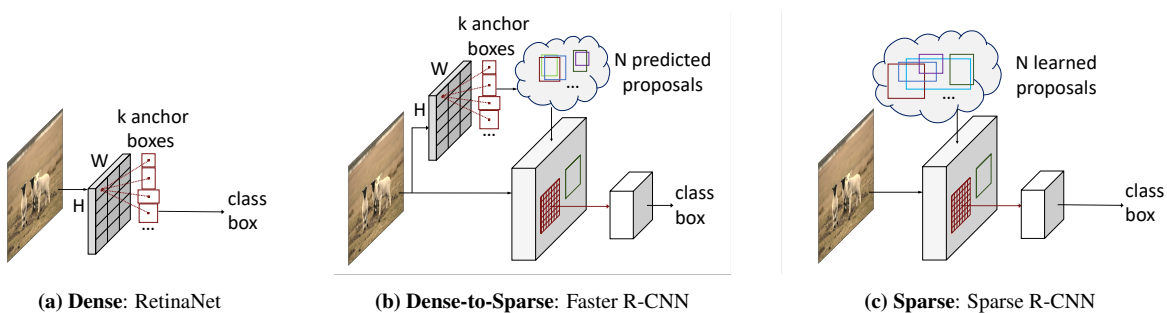 k anchor
boxes
W
H
...
class
box
(a) Dense: RetinaNet
k anchor
boxes
W
H
...
...
N predicted
proposals
class
box
(b) Dense-to-Sparse: Faster R-CNN
...
N learned
proposals
class
box
(c) Sparse: Sparse R-CNN